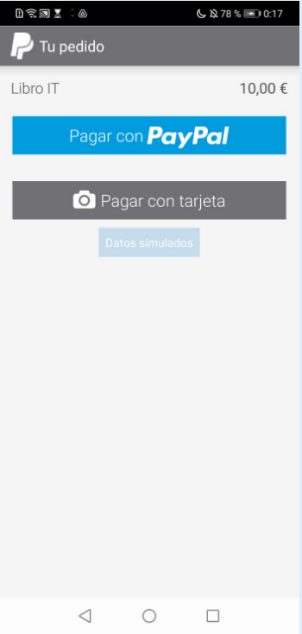 78 % 0:17
Tu pedido
Libro IT 10,00 €
Pagar con PayPal
Pagar con tarjeta
Datos simulados